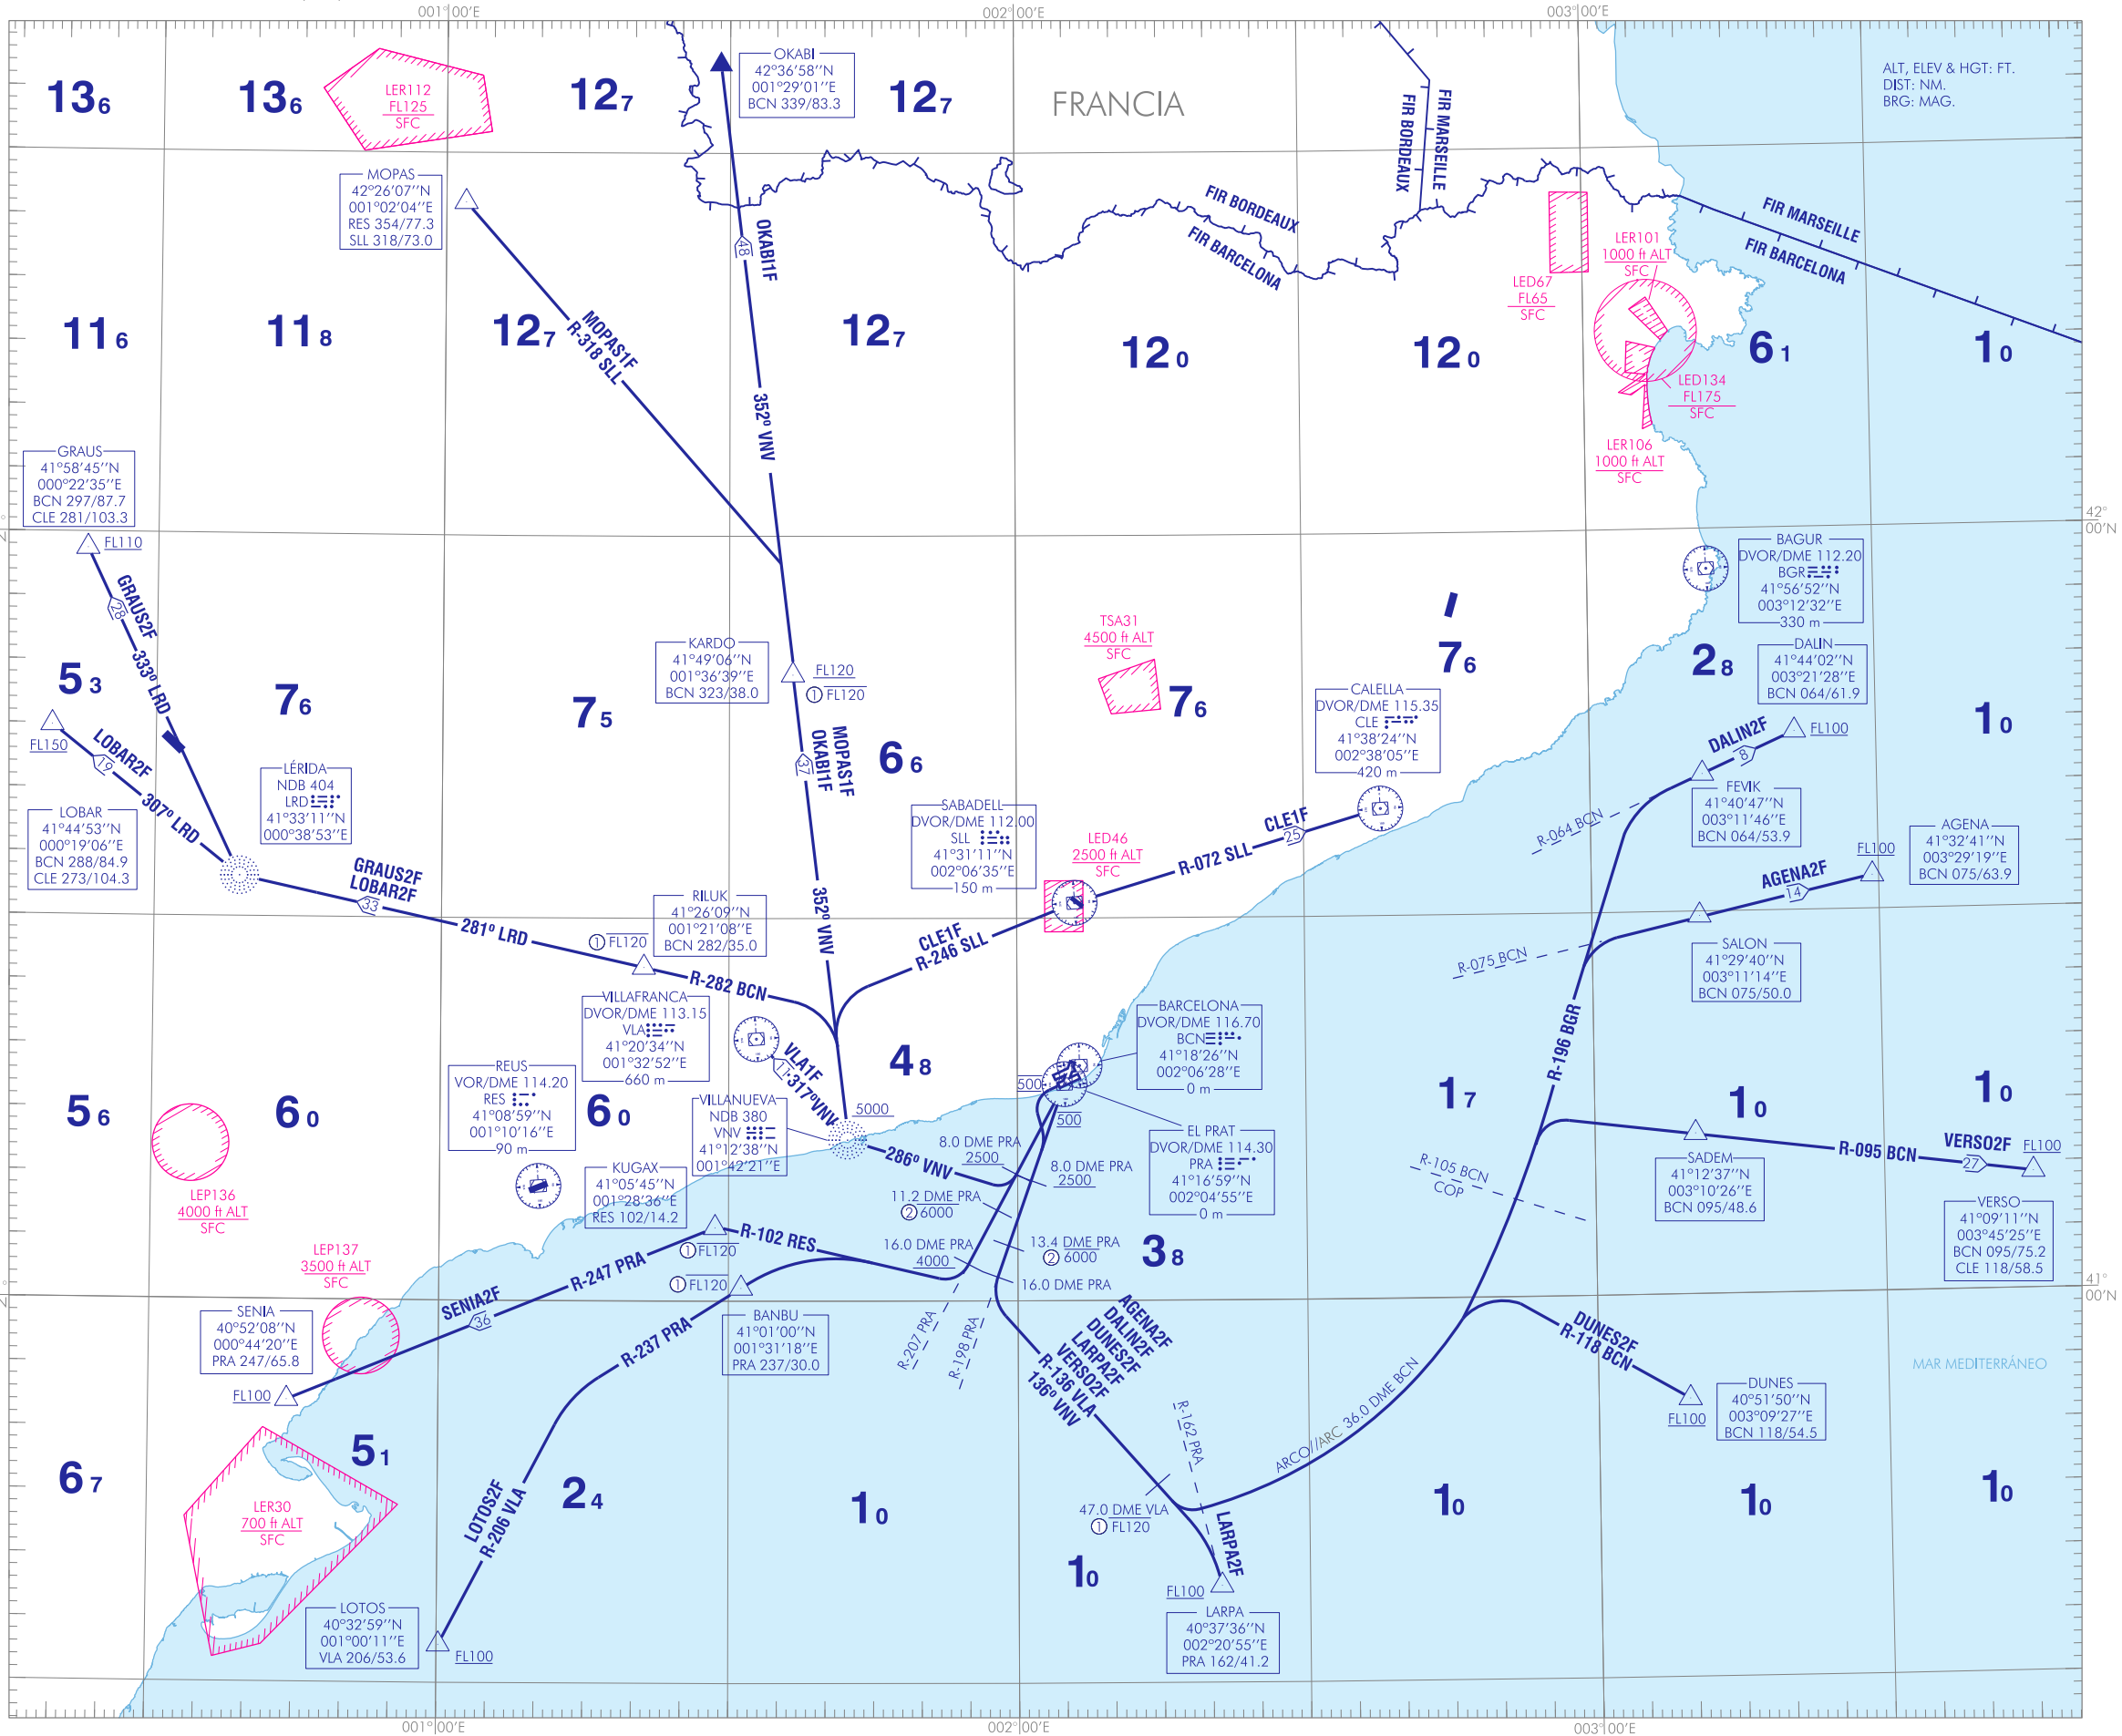 001°00'E
002°00'E
003°00'E
13 6
13 6
LER112
FL125
SFC
12 7
OKABI
42°36'58''N
001°29'01''E
BCN 339/83.3
12 7
FRANCIA
FIR BORDEAUX
FIR MARSEILLE
ALT, ELEV & HGT: FT.
DIST: NM.
BRG: MAG.
MOPAS
42°26'07''N
001°02'04''E
RES 354/77.3
SLL 318/73.0
48
OKABI1F
FIR BORDEAUX
FIR BARCELONA
FIR MARSEILLE
FIR BARCELONA
LED67
FL65
SFC
LER101
1000 ft ALT
SFC
11 6
11 8
12 7
MOPAS1F
R-318 SLL
12 7
12 0
12 0
6 1
1 0
LED134
FL175
SFC
LER106
1000 ft ALT
SFC
352º VNV
GRAUS
41°58'45''N
000°22'35''E
BCN 297/87.7
CLE 281/103.3
FL110
42°
00'N
N
GRAUS2F
28
333º LRD
BAGUR
DVOR/DME 112.20
BGR
41°56'52''N
003°12'32''E
330 m
TSA31
4500 ft ALT
SFC
KARDO
41°49'06''N
001°36'39''E
BCN 323/38.0
FL120
1 FL120
5 3
7 6
7 5
6 6
7 6
7 6
2 8
1 0
DALIN
41°44'02''N
003°21'28''E
BCN 064/61.9
FL150
LOBAR2F
19
307º LRD
LOBAR
41°44'53''N
000°19'06''E
BCN 288/84.9
CLE 273/104.3
LÉRIDA
NDB 404
LRD
41°33'11''N
000°38'53''E
37
MOPAS1F
OKABI1F
CALELLA
DVOR/DME 115.35
CLE
41°38'24''N
002°38'05''E
420 m
DALIN2F
8
FL100
FEVIK
41°40'47''N
003°11'46''E
BCN 064/53.9
R-064 BCN
SABADELL
DVOR/DME 112.00
SLL
41°31'11''N
002°06'35''E
150 m
LED46
2500 ft ALT
SFC
CLE1F
25
R-072 SLL
AGENA
41°32'41''N
003°29'19''E
BCN 075/63.9
FL100
AGENA2F
14
GRAUS2F
LOBAR2F
33
281º LRD
RILUK
41°26'09''N
001°21'08''E
BCN 282/35.0
1 FL120
R-282 BCN
352º VNV
CLE1F
R-246 SLL
R-075 BCN
SALON
41°29'40''N
003°11'14''E
BCN 075/50.0
VILLAFRANCA
DVOR/DME 113.15
VLA
41°20'34''N
001°32'52''E
660 m
VLA1F
11
317ºVNV
4 8
BARCELONA
DVOR/DME 116.70
BCN
41°18'26''N
002°06'28''E
0 m
R-196 BGR
REUS
VOR/DME 114.20
RES
41°08'59''N
001°10'16''E
90 m
5 6
6 0
6 0
VILLANUEVA
NDB 380
VNV
41°12'38''N
001°42'21''E
5000
500
500
EL PRAT
DVOR/DME 114.30
PRA
41°16'59''N
002°04'55''E
0 m
1 7
1 0
1 0
286º VNV
8.0 DME PRA
2500
8.0 DME PRA
2500
11.2 DME PRA
2 6000
13.4 DME PRA
2 6000
16.0 DME PRA
4000
16.0 DME PRA
3 8
R-105 BCN
COP
SADEM
41°12'37''N
003°10'26''E
BCN 095/48.6
R-095 BCN
VERSO2F
27
FL100
VERSO
41°09'11''N
003°45'25''E
BCN 095/75.2
CLE 118/58.5
LEP136
4000 ft ALT
SFC
KUGAX
41°05'45''N
001°28'36''E
RES 102/14.2
1 FL120
R-102 RES
1 FL120
R-247 PRA
SENIA2F
36
LEP137
3500 ft ALT
SFC
N
41°
00'N
SENIA
40°52'08''N
000°44'20''E
PRA 247/65.8
FL100
BANBU
41°01'00''N
001°31'18''E
PRA 237/30.0
R-237 PRA
R-207 PRA
R-198 PRA
AGENA2F
DALIN2F
DUNES2F
LARPA2F
VERSO2F
R-136 VLA
136º VNV
DUNES2F
R-118 BCN
MAR MEDITERRÁNEO
DUNES
40°51'50''N
003°09'27''E
BCN 118/54.5
FL100
ARCO//ARC 36.0 DME BCN
R-162 PRA
6 7
5 1
LER30
700 ft ALT
SFC
LOTOS2F
R-206 VLA
2 4
1 0
47.0 DME VLA
1 FL120
1 0
1 0
1 0
1 0
LARPA2F
FL100
LARPA
40°37'36''N
002°20'55''E
PRA 162/41.2
LOTOS
40°32'59''N
001°00'11''E
VLA 206/53.6
FL100
001°00'E
002°00'E
003°00'E